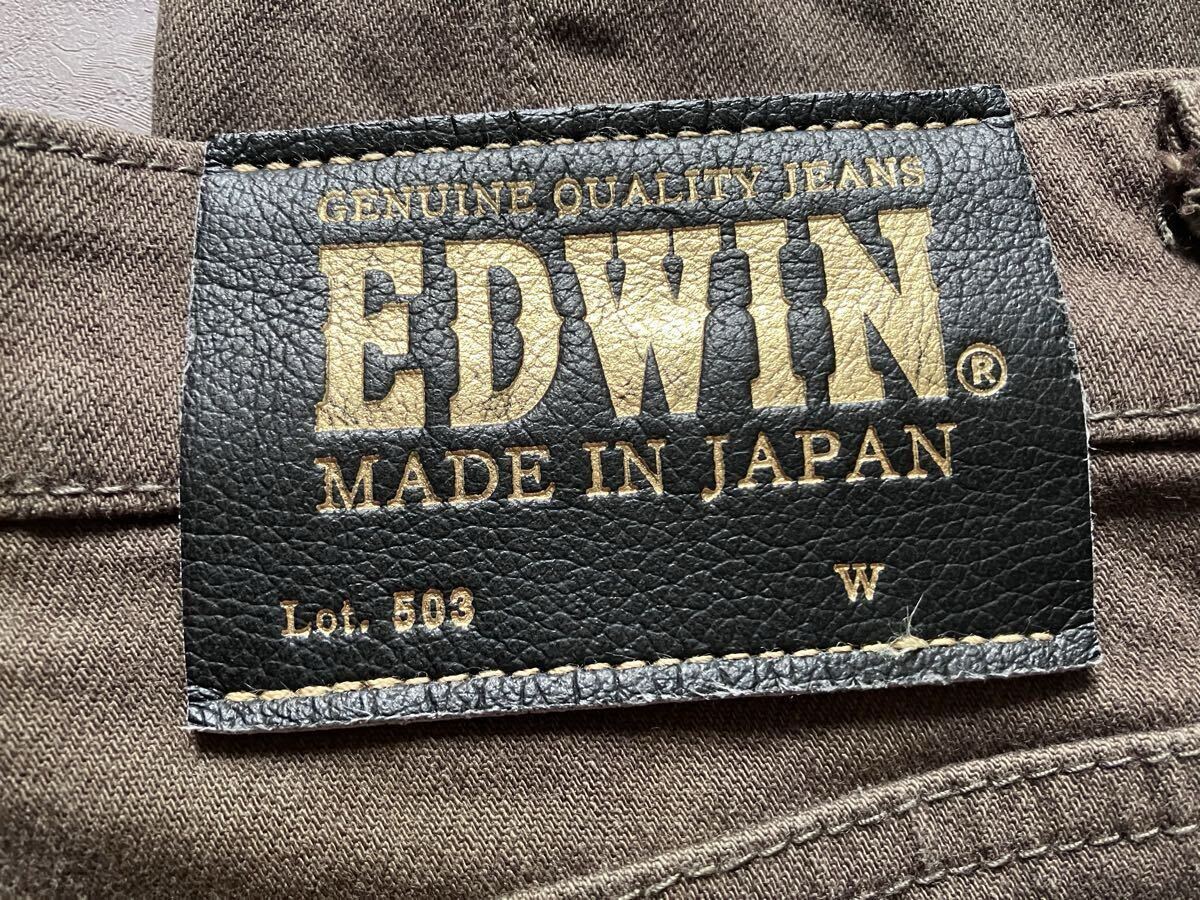 GENUINE QUALITY JEANS
EDWIN®
MADE IN JAPAN
Lot. 503 W